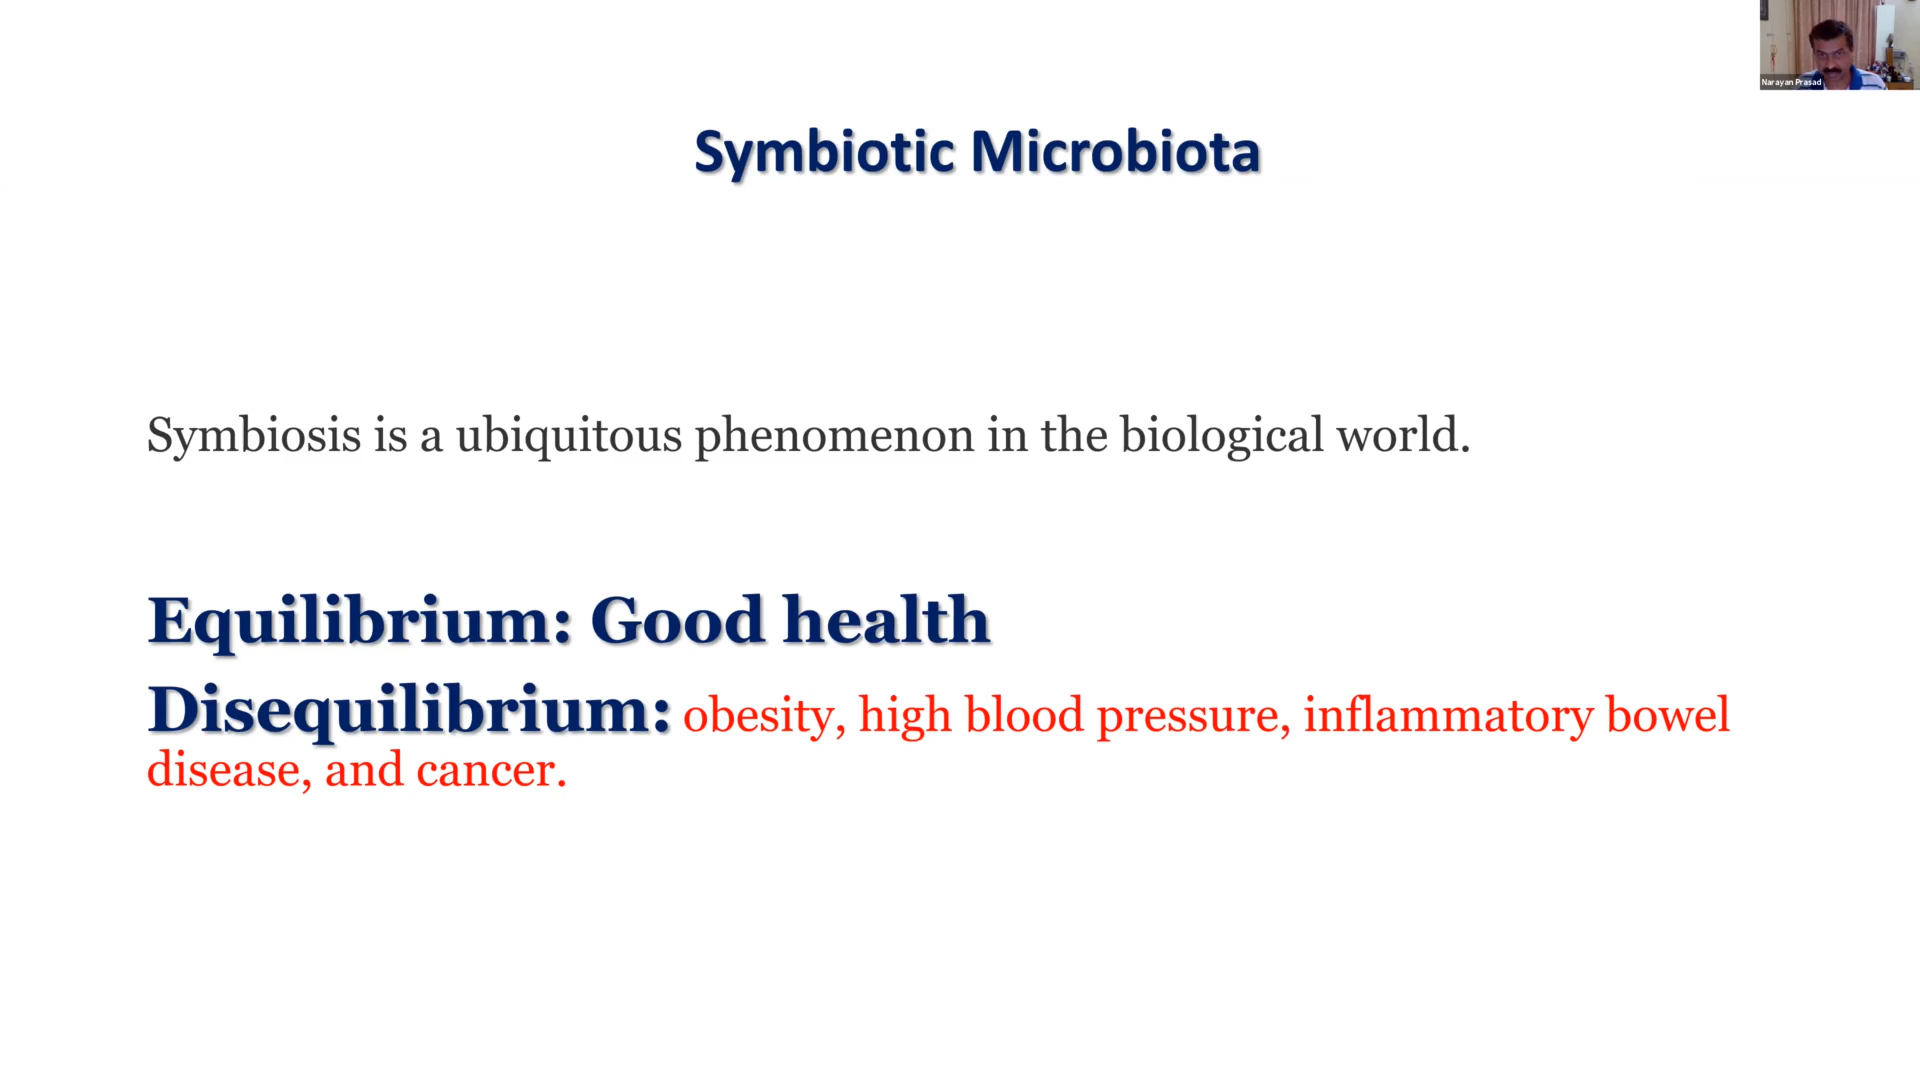 Narayan Prasad
Symbiotic Microbiota
Symbiosis is a ubiquitous phenomenon in the biological world.
Equilibrium: Good health
Disequilibrium: obesity, high blood pressure, inflammatory bowel
disease, and cancer.